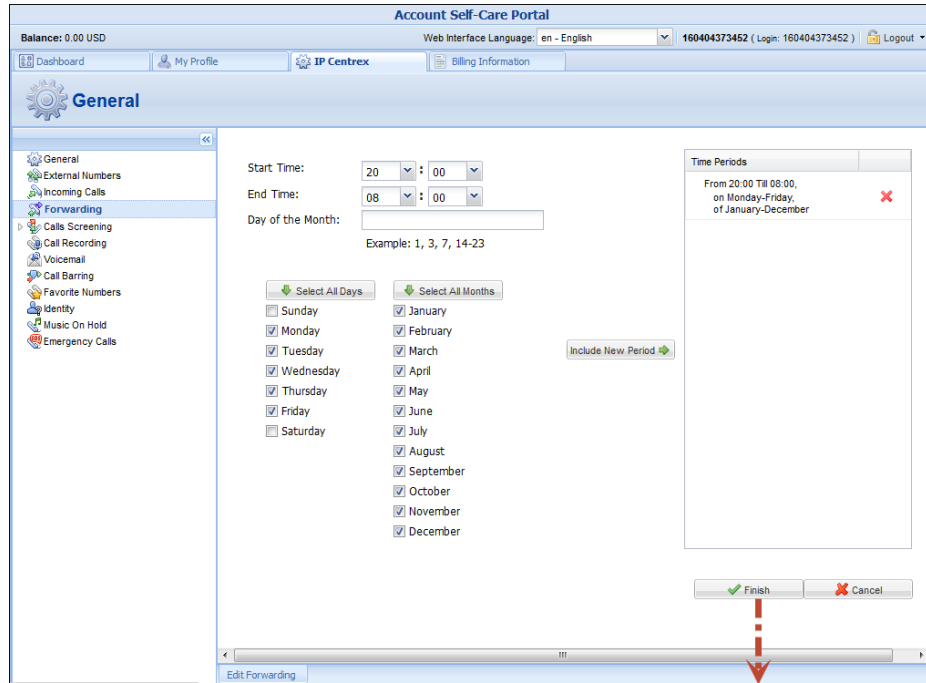 Account Self-Care Portal
Balance: 0.00 USD
Web Interface Language: en - English
160404373452 ( Login: 160404373452 )
Logout
Dashboard
My Profile
IP Centrex
Billing Information
General
General
External Numbers
Incoming Calls
Forwarding
Calls Screening
Call Recording
Voicemail
Call Barring
Favorite Numbers
Identity
Music On Hold
Emergency Calls
Start Time: 20 : 00
End Time: 08 : 00
Day of the Month:
Example: 1, 3, 7, 14-23
Select All Days
Sunday
Monday
Tuesday
Wednesday
Thursday
Friday
Saturday
Select All Months
January
February
March
April
May
June
July
August
September
October
November
December
Include New Period
Time Periods
From 20:00 Till 08:00,
on Monday-Friday,
of January-December
Finish
Cancel
Edit Forwarding